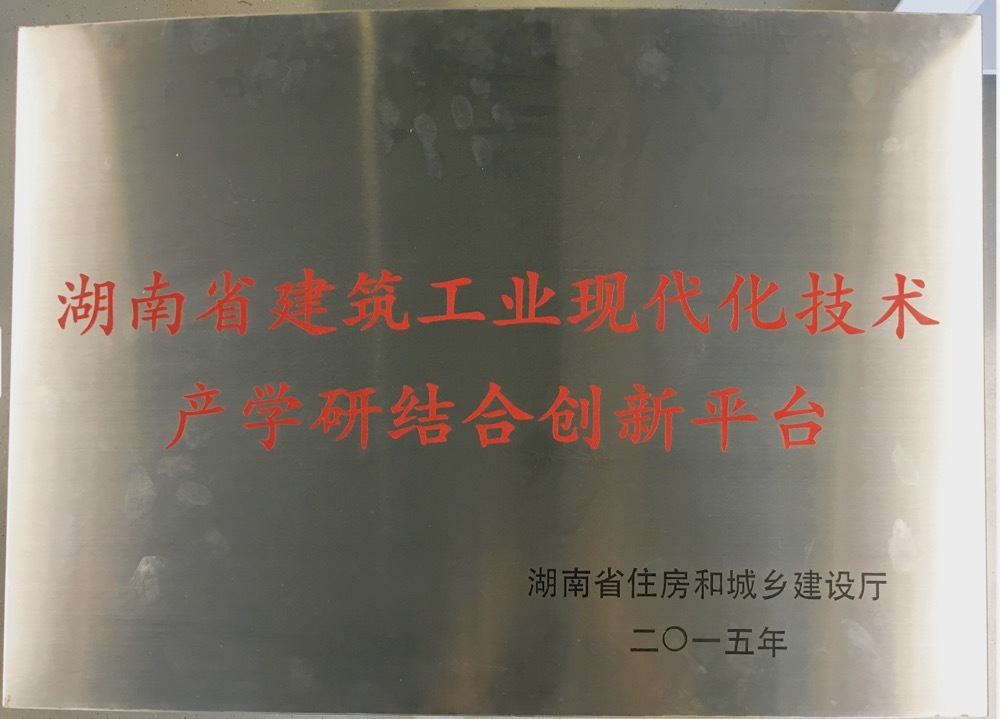 湖南省建筑工业现代化技术
产学研结合创新平台
湖南省住房和城乡建设厅
二〇一五年